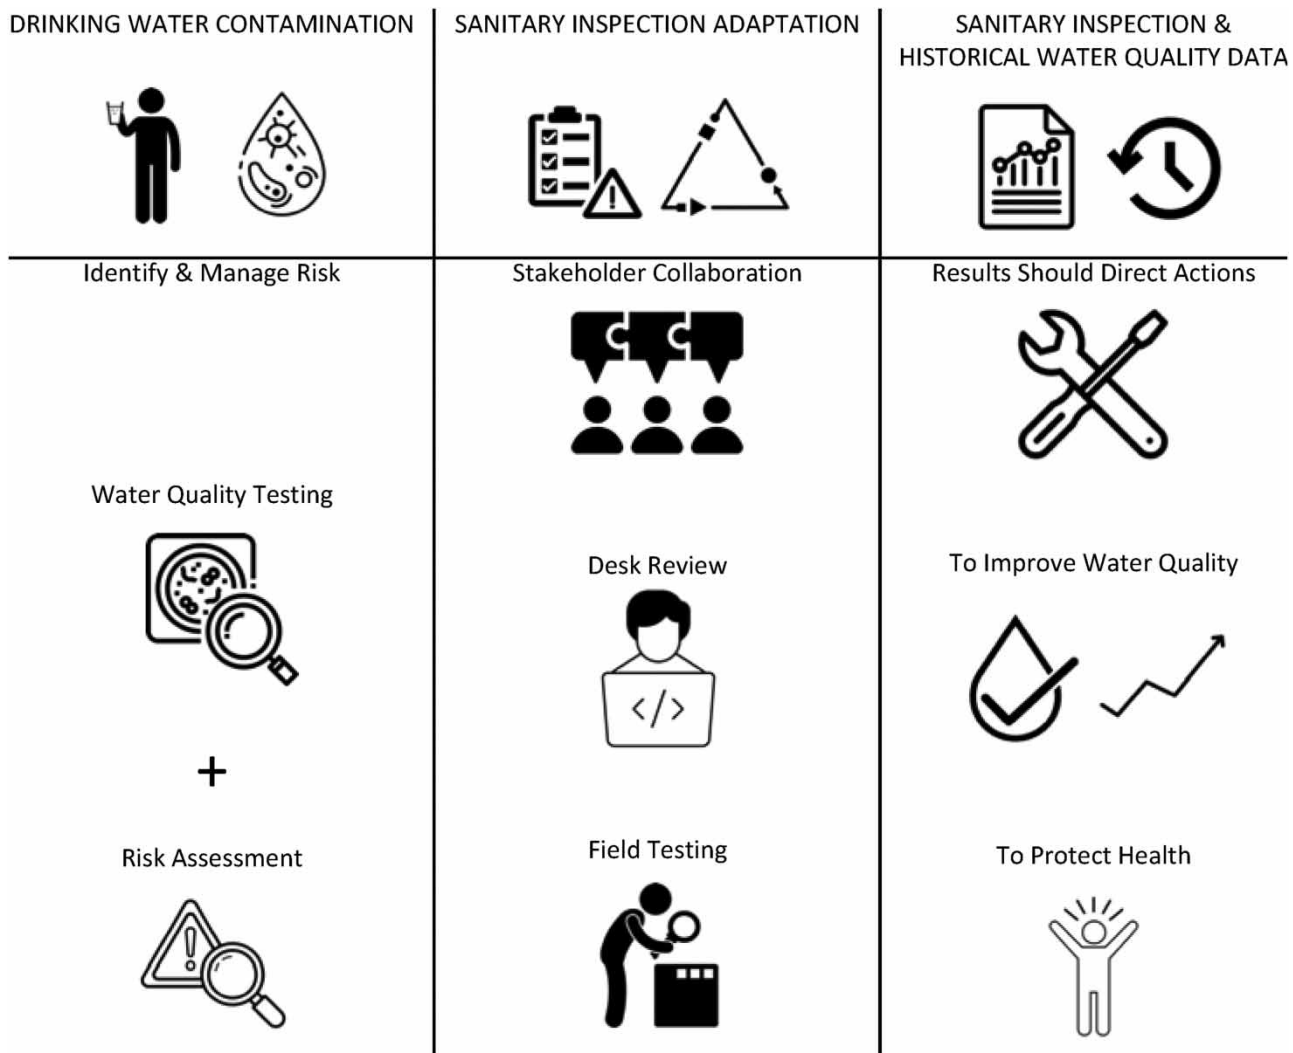 DRINKING WATER CONTAMINATION
Identify & Manage Risk
Water Quality Testing
+
Risk Assessment
SANITARY INSPECTION ADAPTATION
Stakeholder Collaboration
Desk Review
</>
Field Testing
SANITARY INSPECTION &
HISTORICAL WATER QUALITY DATA
Results Should Direct Actions
To Improve Water Quality
To Protect Health